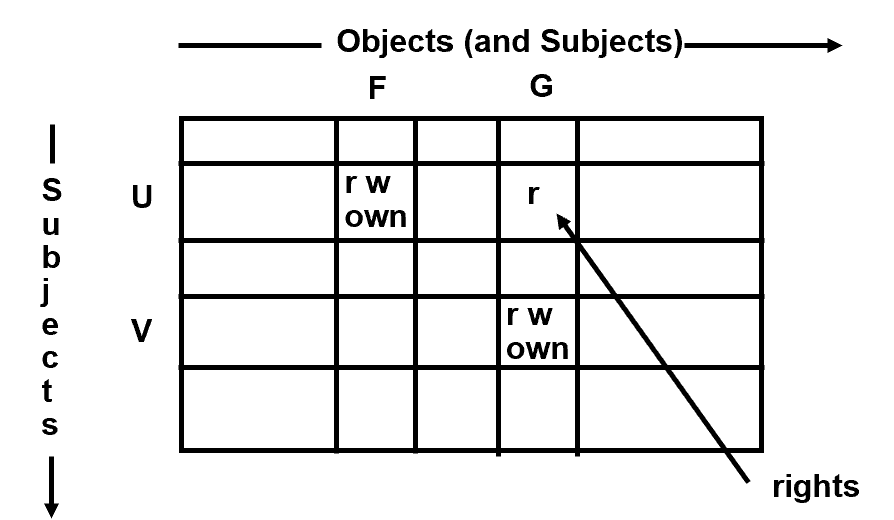 Objects (and Subjects)
F G
Subjects
U
r w
own
r
V
r w
own
rights